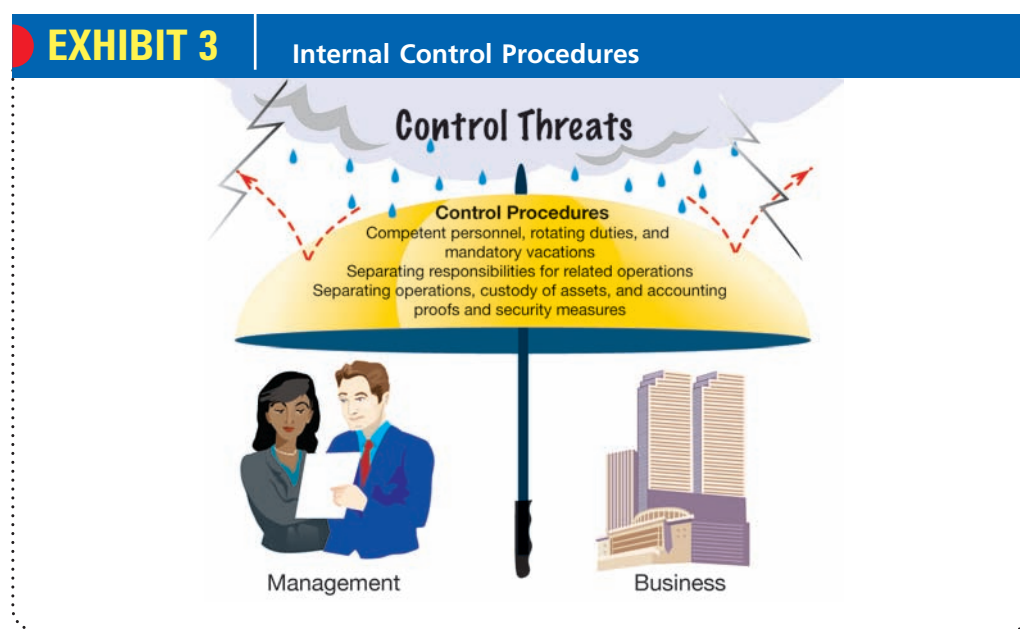 EXHIBIT 3
Internal Control Procedures
Control Threats
Control Procedures
Competent personnel, rotating duties, and
mandatory vacations
Separating responsibilities for related operations
Separating operations, custody of assets, and accounting
proofs and security measures
Management
Business